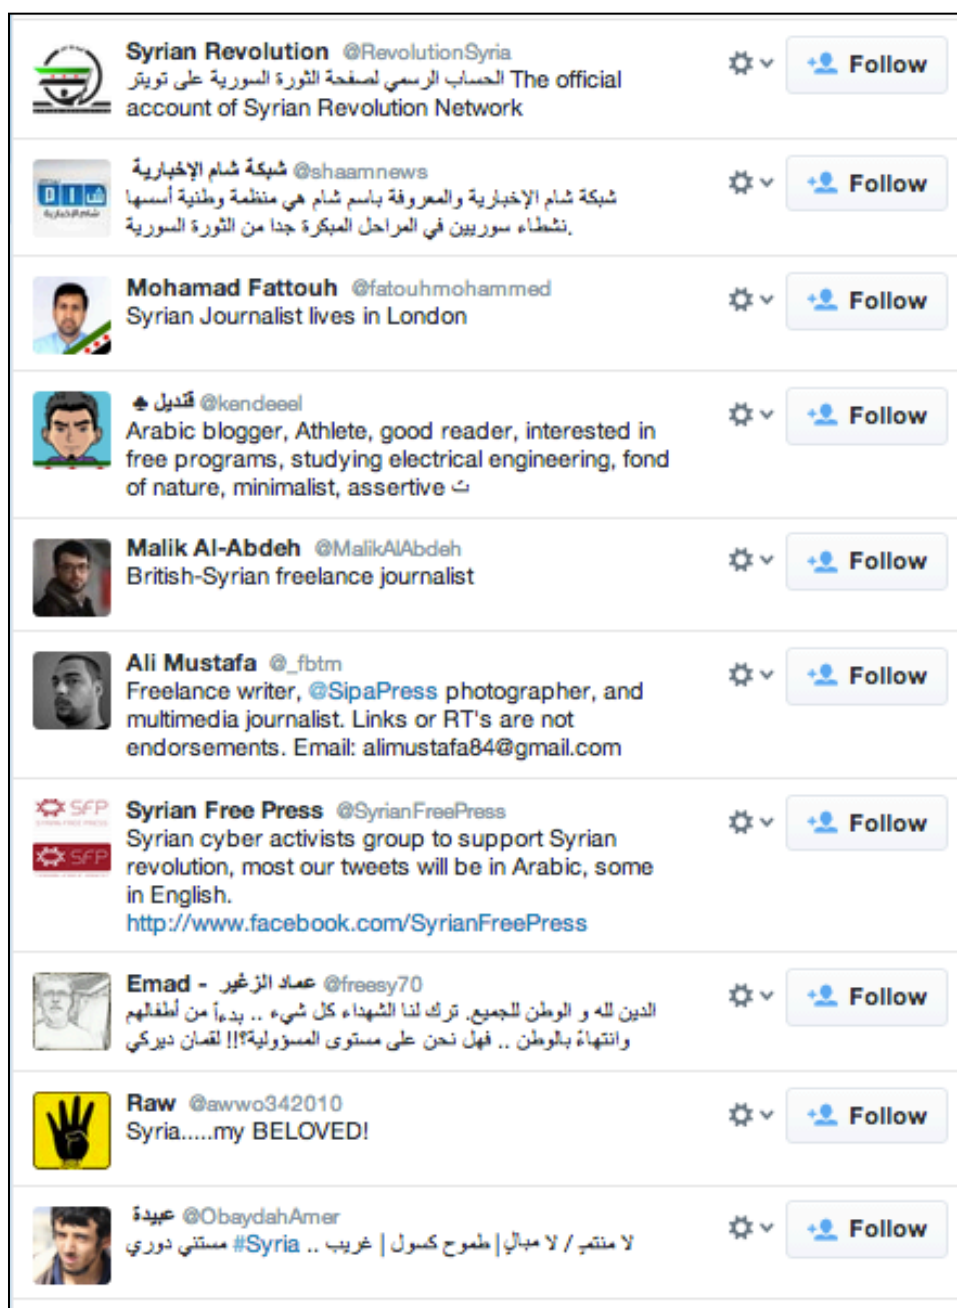 Syrian Revolution @RevolutionSyria
الحساب الرسمي لصفحة الثورة السورية على تويتر The official
account of Syrian Revolution Network
Follow
شبكة شام الإخبارية @shaamnews
شبكة شام الإخبارية والمعروفة باسم شام هي منظمة وطنية أسسها
نشطاء سوريين في المراحل المبكرة جدا من الثورة السورية.
Follow
Mohamad Fattouh @fatouhmohammed
Syrian Journalist lives in London
Follow
قنديل ♠ @kendeeel
Arabic blogger, Athlete, good reader, interested in
free programs, studying electrical engineering, fond
of nature, minimalist, assertive ت
Follow
Malik Al-Abdeh @MalikAlAbdeh
British-Syrian freelance journalist
Follow
Ali Mustafa @_fbtm
Freelance writer, @SipaPress photographer, and
multimedia journalist. Links or RT's are not
endorsements. Email: alimustafa84@gmail.com
Follow
SFP
SFP
Syrian Free Press @SyrianFreePress
Syrian cyber activists group to support Syrian
revolution, most our tweets will be in Arabic, some
in English.
http://www.facebook.com/SyrianFreePress
Follow
Emad - عماد الزغير @freesy70
الدين لله و الوطن للجميع. ترك لنا الشهداء كل شيء .. بدءاً من أطفالهم
وانتهاءً بالوطن .. فهل نحن على مستوى المسؤولية؟!! لقمان ديركي
Follow
Raw @awwo342010
Syria.....my BELOVED!
Follow
عبيدة @ObaydahAmer
لا منتمٍ / لا مبالٍ | طموح كسول | غريب .. #Syria مستني دوري
Follow